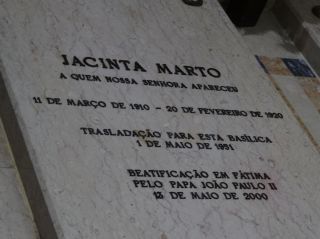 JACINTA MARTO
A QUEM NOSSA SENHORA APARECEU
11 DE MARÇO DE 1910 - 20 DE FEVEREIRO DE 1920
TRASLADAÇÃO PARA ESTA BASÍLICA
1 DE MAIO DE 1951
BEATIFICAÇÃO EM FÁTIMA
PELO PAPA JOÃO PAULO II
13 DE MAIO DE 2000